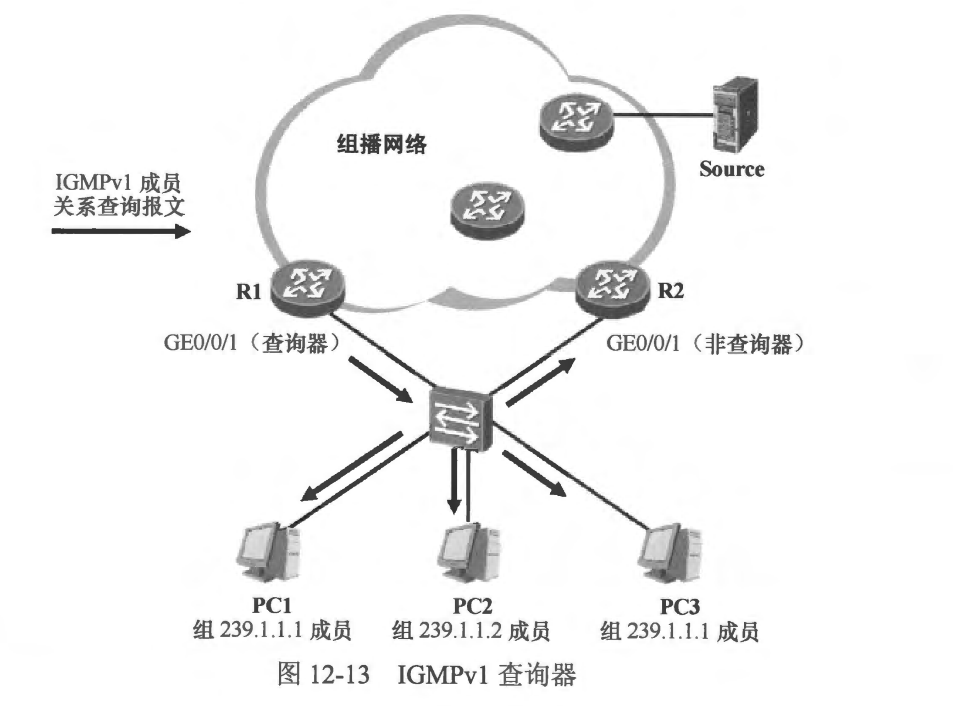 组播网络
Source
IGMPv1 成员
关系查询报文
R1
R2
GE0/0/1（查询器）
GE0/0/1（非查询器）
PC1
组 239.1.1.1 成员
PC2
组 239.1.1.2 成员
PC3
组 239.1.1.1 成员
图 12-13 IGMPv1 查询器